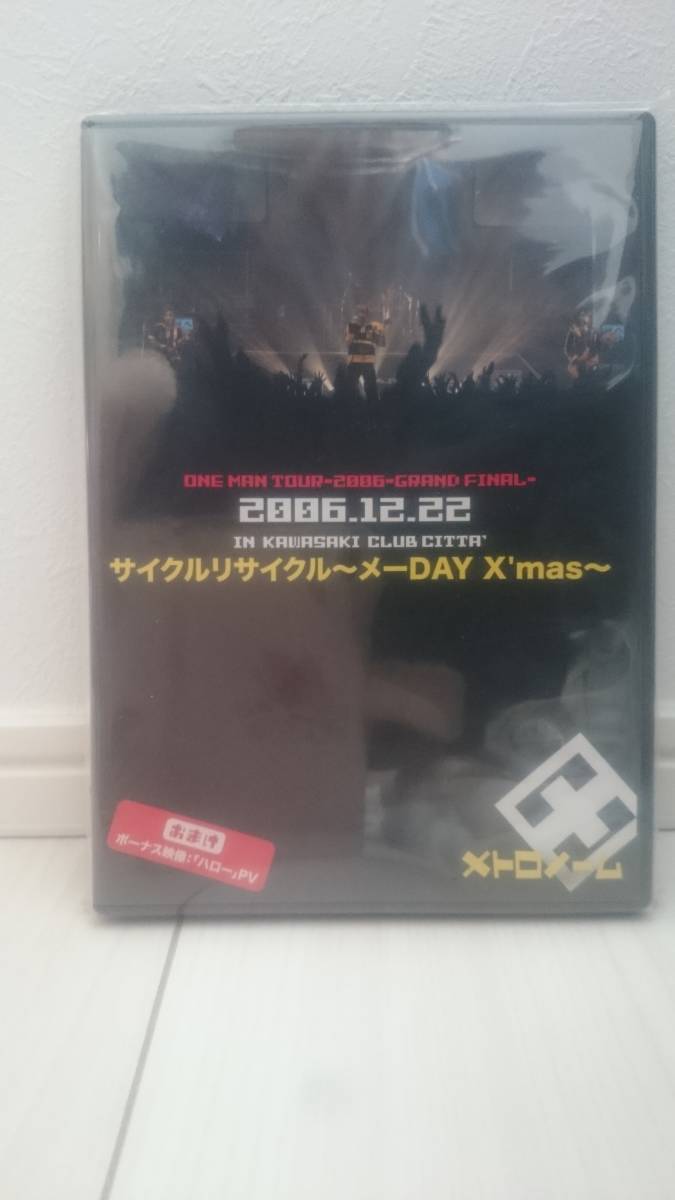 ONE MAN TOUR-2006-GRAND FINAL-
2006.12.22
IN KAWASAKI CLUB CITTA'
サイクルリサイクル～メーDAY X'mas～
おまけ
ボーナス映像:「ハロー」PV
メトロノーム